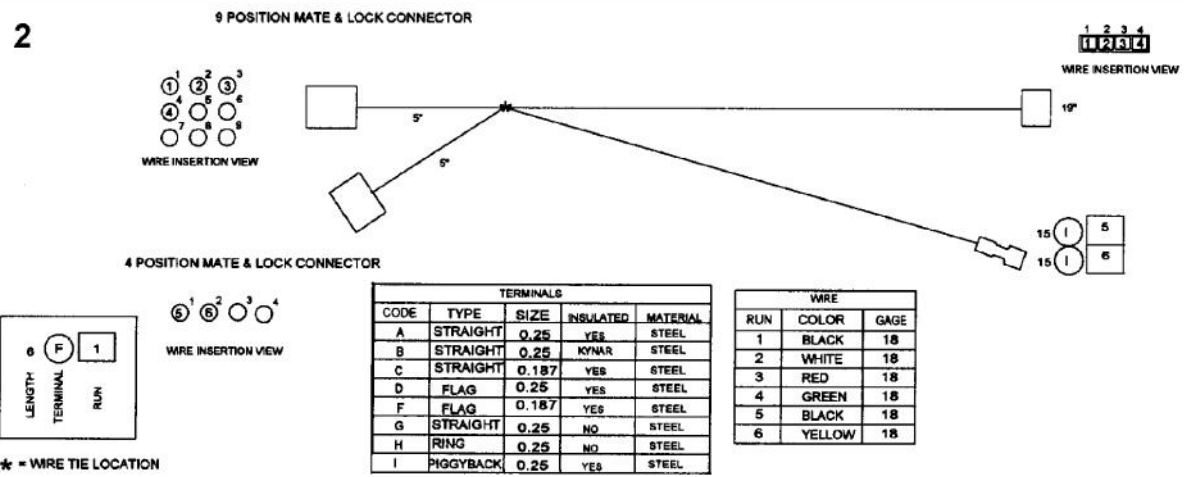 2
9 POSITION MATE & LOCK CONNECTOR
1 2 3 4
1 2 3 4
WIRE INSERTION VIEW
1 1 2 2 3 3
4 4 5 6
7 8 9
WIRE INSERTION VIEW
5"
19"
5"
15 I 5
15 I 6
4 POSITION MATE & LOCK CONNECTOR
5 1 6 2 3 4
WIRE INSERTION VIEW
6 F 1
LENGTH TERMINAL RUN
* = WIRE TIE LOCATION
TERMINALS
CODE TYPE SIZE INSULATED MATERIAL
A STRAIGHT 0.25 YES STEEL
B STRAIGHT 0.25 KYNAR STEEL
C STRAIGHT 0.187 YES STEEL
D FLAG 0.25 YES STEEL
F FLAG 0.187 YES STEEL
G STRAIGHT 0.25 NO STEEL
H RING 0.25 NO STEEL
I PIGGYBACK 0.25 YES STEEL
WIRE
RUN COLOR GAGE
1 BLACK 18
2 WHITE 18
3 RED 18
4 GREEN 18
5 BLACK 18
6 YELLOW 18